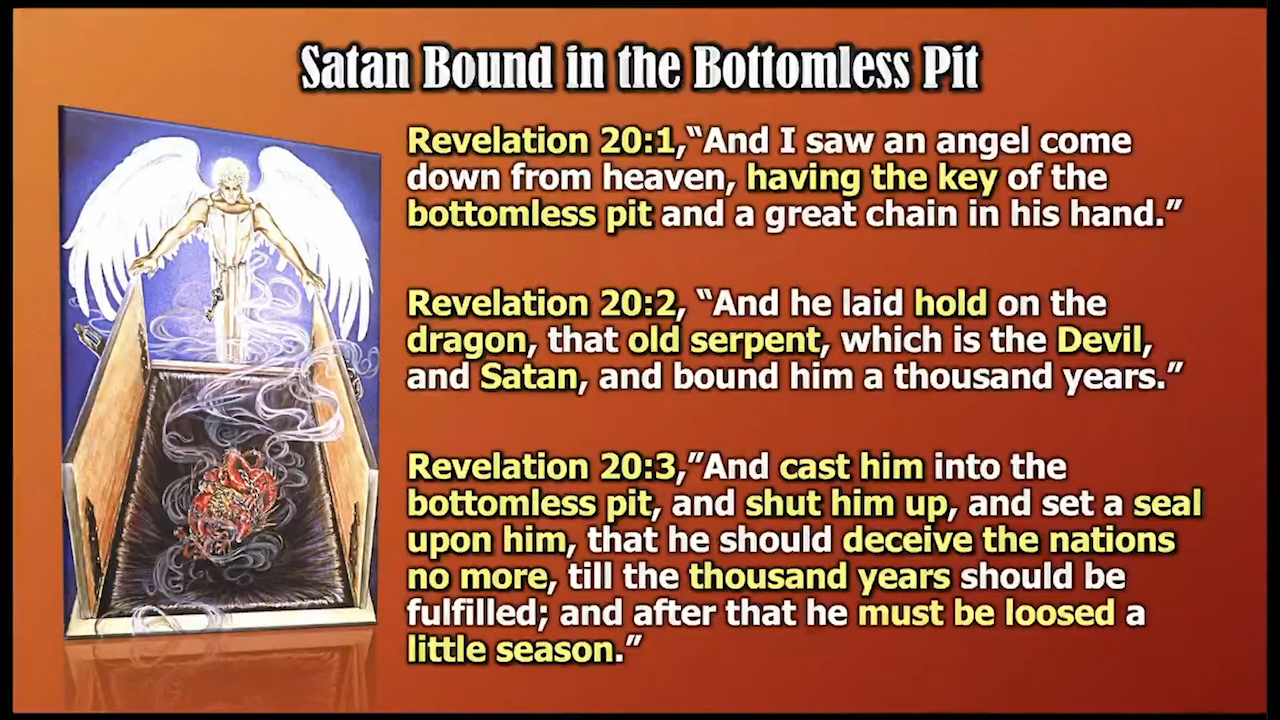 Satan Bound in the Bottomless Pit
Revelation 20:1,“And I saw an angel come
down from heaven, having the key of the
bottomless pit and a great chain in his hand.”
Revelation 20:2, “And he laid hold on the
dragon, that old serpent, which is the Devil,
and Satan, and bound him a thousand years.”
Revelation 20:3,”And cast him into the
bottomless pit, and shut him up, and set a seal
upon him, that he should deceive the nations
no more, till the thousand years should be
fulfilled; and after that he must be loosed a
little season.”